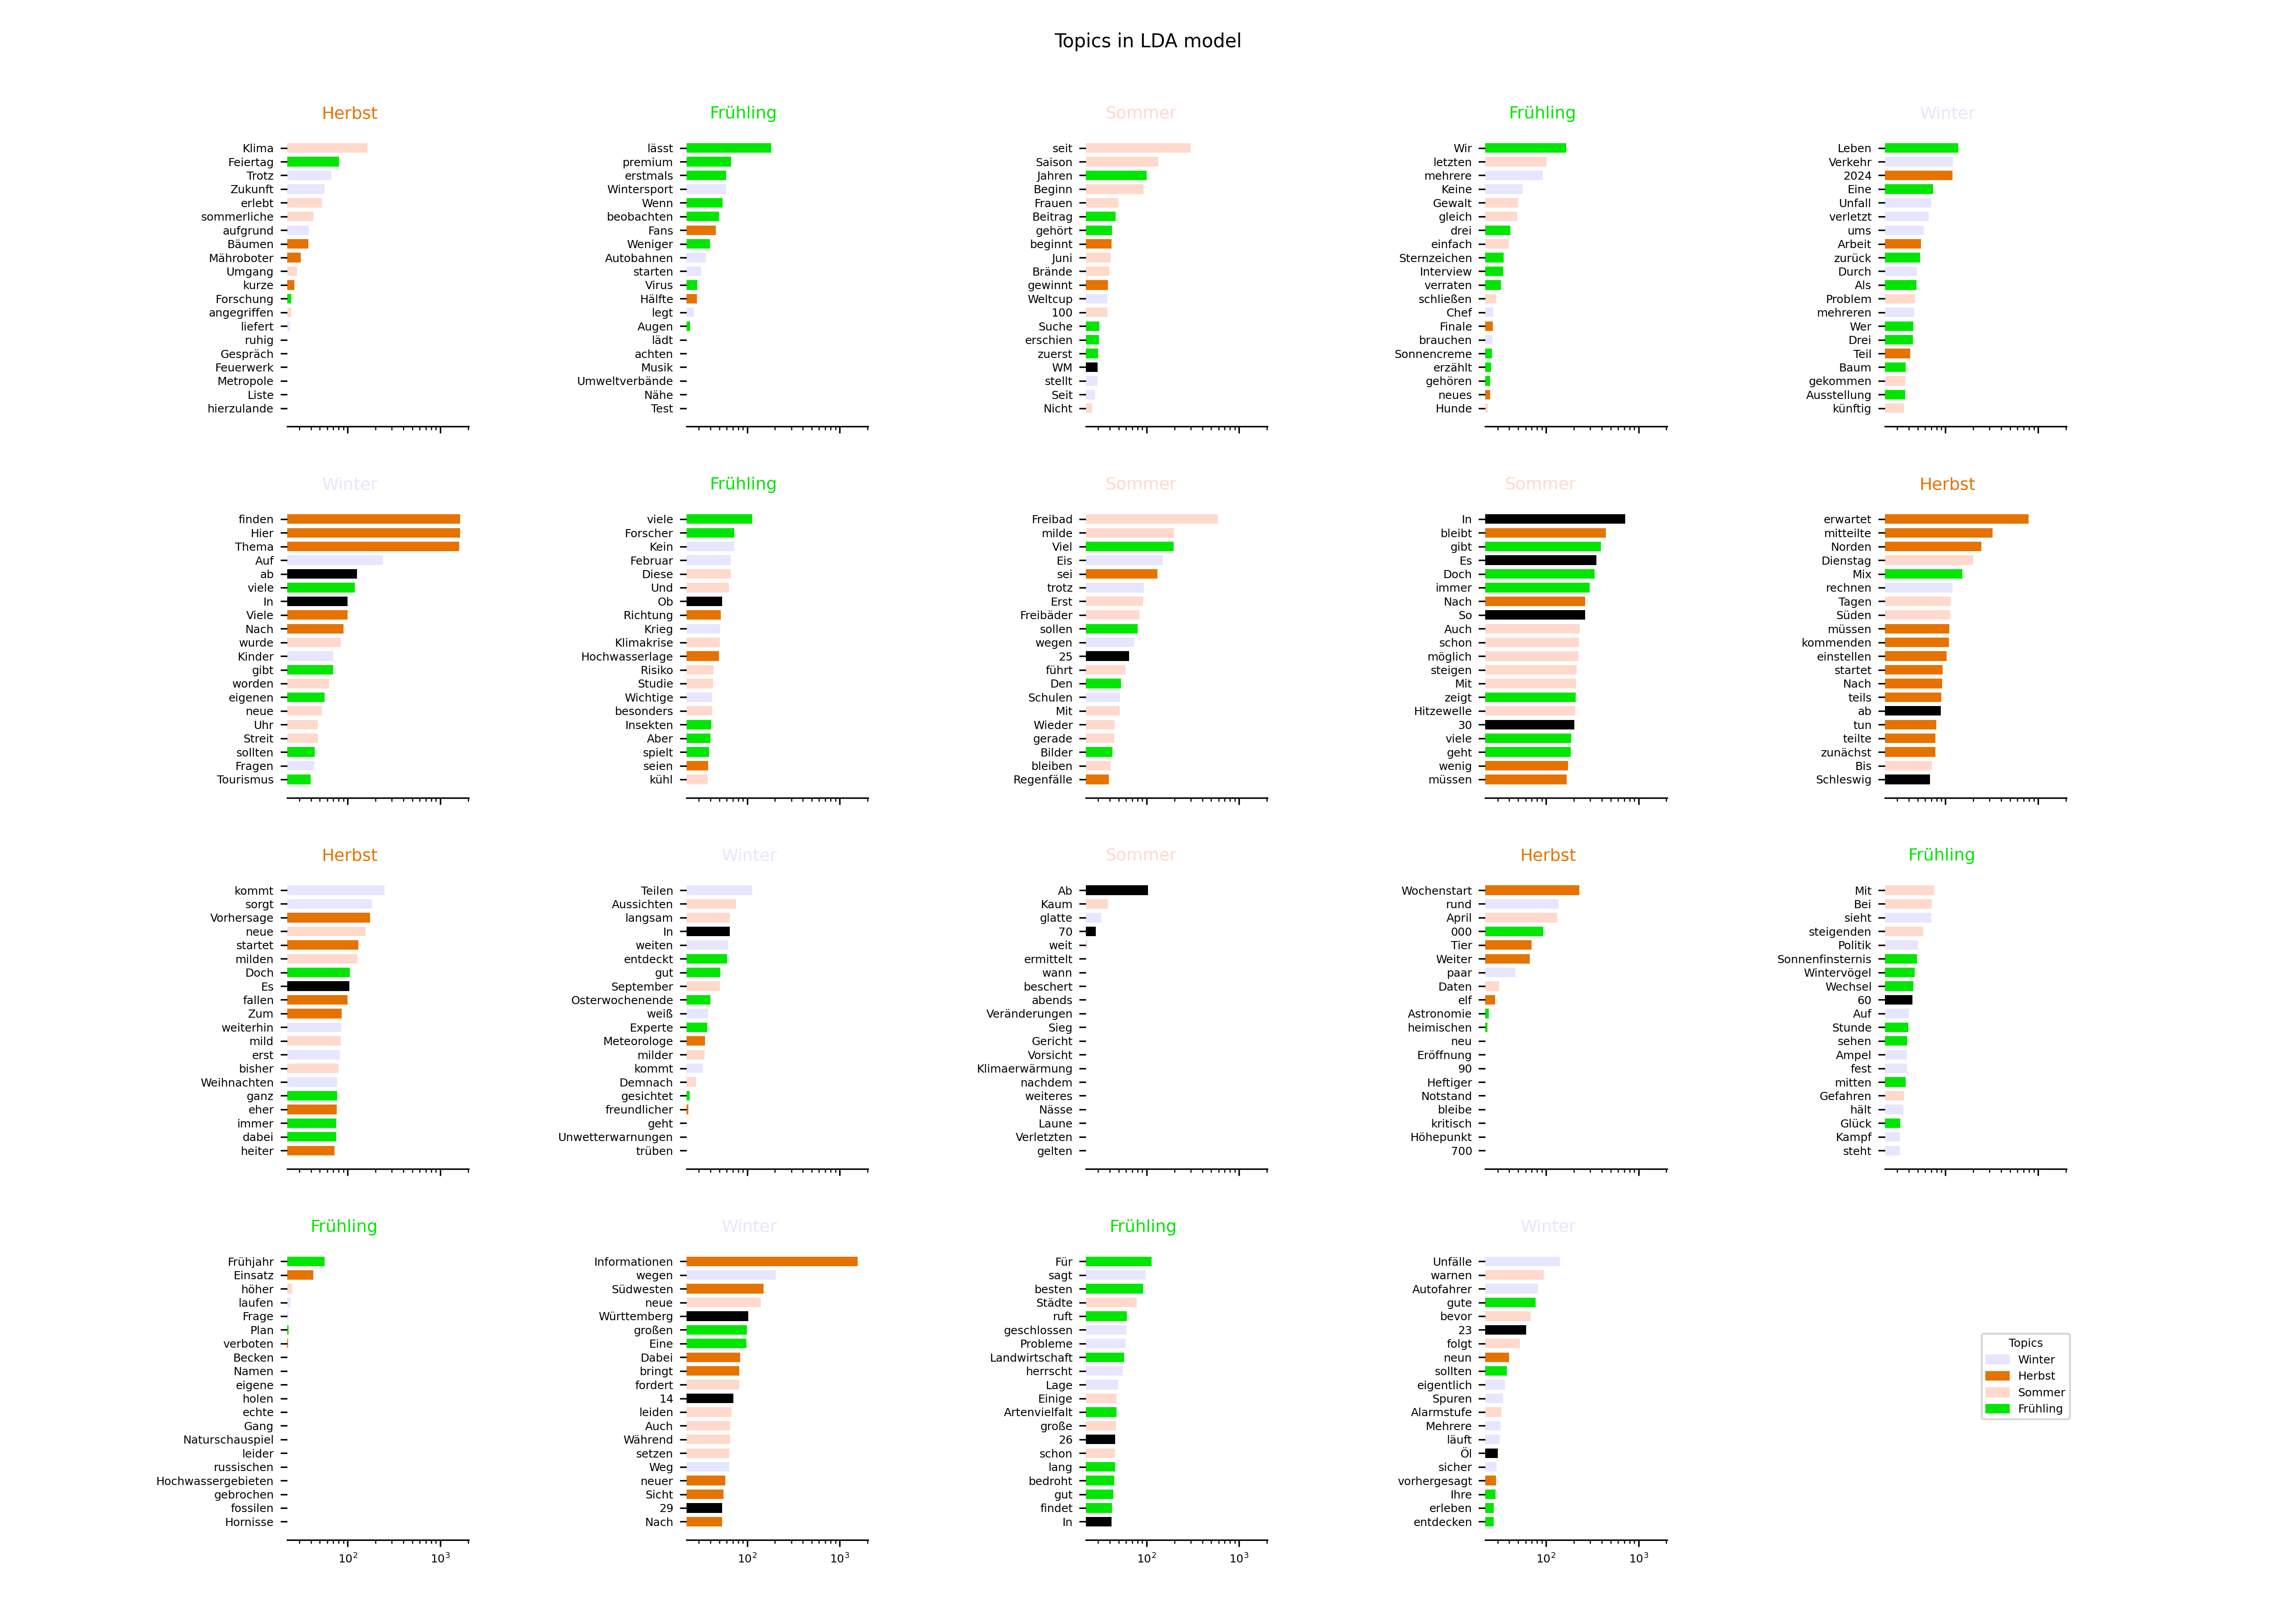 Topics in LDA model
Herbst
Klima
Feiertag
Trotz
Zukunft
erlebt
sommerliche
aufgrund
Bäumen
Mähroboter
Umgang
kurze
Forschung
angegriffen
liefert
ruhig
Gespräch
Feuerwerk
Metropole
Liste
hierzulande
Frühling
lässt
premium
erstmals
Wintersport
Wenn
beobachten
Fans
Weniger
Autobahnen
starten
Virus
Hälfte
legt
Augen
lädt
achten
Musik
Umweltverbände
Nähe
Test
Sommer
seit
Saison
Jahren
Beginn
Frauen
Beitrag
gehört
beginnt
Juni
Brände
gewinnt
Weltcup
100
Suche
erschien
zuerst
WM
stellt
Seit
Nicht
Frühling
Wir
letzten
mehrere
Keine
Gewalt
gleich
drei
einfach
Sternzeichen
Interview
verraten
schließen
Chef
Finale
brauchen
Sonnencreme
erzählt
gehören
neues
Hunde
Winter
Leben
Verkehr
2024
Eine
Unfall
verletzt
ums
Arbeit
zurück
Durch
Als
Problem
mehreren
Wer
Drei
Teil
Baum
gekommen
Ausstellung
künftig
Winter
finden
Hier
Thema
Auf
ab
viele
In
Viele
Nach
wurde
Kinder
gibt
worden
eigenen
neue
Uhr
Streit
sollten
Fragen
Tourismus
Frühling
viele
Forscher
Kein
Februar
Diese
Und
Ob
Richtung
Krieg
Klimakrise
Hochwasserlage
Risiko
Studie
Wichtige
besonders
Insekten
Aber
spielt
seien
kühl
Sommer
Freibad
milde
Viel
Eis
sei
trotz
Erst
Freibäder
sollen
wegen
25
führt
Den
Schulen
Mit
Wieder
gerade
Bilder
bleiben
Regenfälle
Sommer
In
bleibt
gibt
Es
Doch
immer
Nach
So
Auch
schon
möglich
steigen
Mit
zeigt
Hitzewelle
30
viele
geht
wenig
müssen
Herbst
erwartet
mitteilte
Norden
Dienstag
Mix
rechnen
Tagen
Süden
müssen
kommenden
einstellen
startet
Nach
teils
ab
tun
teilte
zunächst
Bis
Schleswig
Herbst
kommt
sorgt
Vorhersage
neue
startet
milden
Doch
Es
fallen
Zum
weiterhin
mild
erst
bisher
Weihnachten
ganz
eher
immer
dabei
heiter
Winter
Teilen
Aussichten
langsam
In
weiten
entdeckt
gut
September
Osterwochenende
weiß
Experte
Meteorologe
milder
kommt
Demnach
gesichtet
freundlicher
geht
Unwetterwarnungen
trüben
Sommer
Ab
Kaum
glatte
70
weit
ermittelt
wann
beschert
abends
Veränderungen
Sieg
Gericht
Vorsicht
Klimaerwärmung
nachdem
weiteres
Nässe
Laune
Verletzten
gelten
Herbst
Wochenstart
rund
April
000
Tier
Weiter
paar
Daten
elf
Astronomie
heimischen
neu
Eröffnung
90
Heftiger
Notstand
bleibe
kritisch
Höhepunkt
700
Frühling
Mit
Bei
sieht
steigenden
Politik
Sonnenfinsternis
Wintervögel
Wechsel
60
Auf
Stunde
sehen
Ampel
fest
mitten
Gefahren
hält
Glück
Kampf
steht
Frühling
Frühjahr
Einsatz
höher
laufen
Frage
Plan
verboten
Becken
Namen
eigene
holen
echte
Gang
Naturschauspiel
leider
russischen
Hochwassergebieten
gebrochen
fossilen
Hornisse
10² 10³
Winter
Informationen
wegen
Südwesten
neue
Württemberg
großen
Eine
Dabei
bringt
fordert
14
leiden
Auch
Während
setzen
Weg
neuer
Sicht
29
Nach
10² 10³
Frühling
Für
sagt
besten
Städte
ruft
geschlossen
Probleme
Landwirtschaft
herrscht
Lage
Einige
Artenvielfalt
große
26
schon
lang
bedroht
gut
findet
In
10² 10³
Winter
Unfälle
warnen
Autofahrer
gute
bevor
23
folgt
neun
sollten
eigentlich
Spuren
Alarmstufe
Mehrere
läuft
Öl
sicher
vorhergesagt
Ihre
erleben
entdecken
10² 10³
Topics
Winter
Herbst
Sommer
Frühling